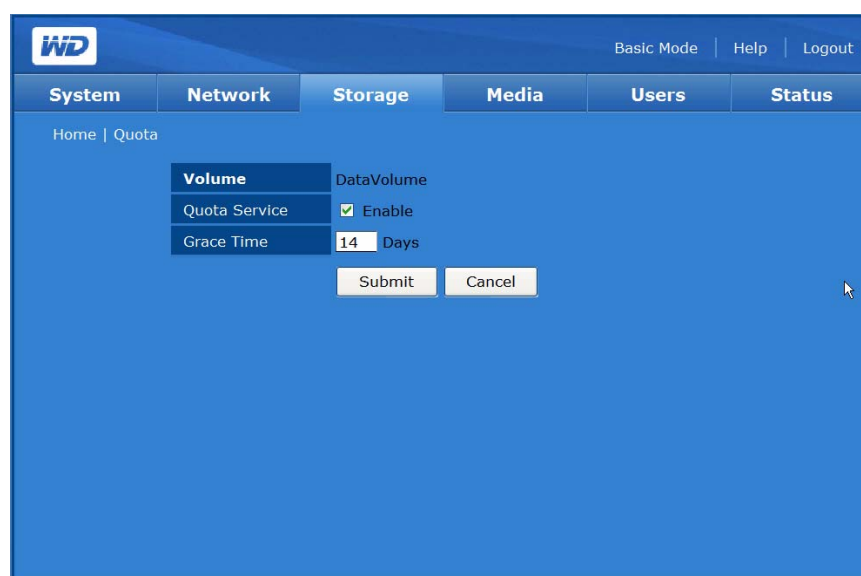 WD
Basic Mode | Help | Logout
System Network Storage Media Users Status
Home | Quota
Volume DataVolume
Quota Service Enable
Grace Time 14 Days
Submit Cancel